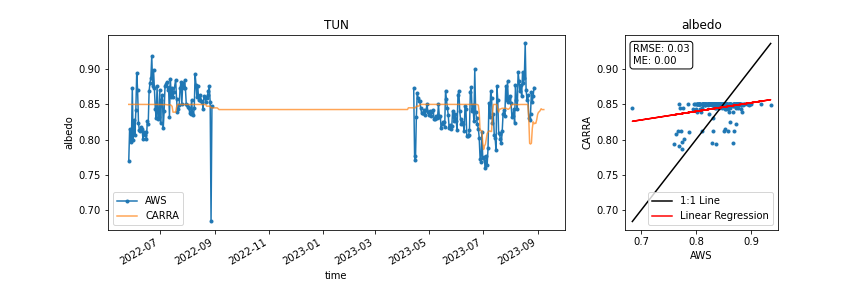 TUN
albedo
0.90
0.85
0.80
0.75
0.70
AWS
CARRA
2022-07
2022-09
2022-11
2023-01
2023-03
2023-05
2023-07
2023-09
time
albedo
RMSE: 0.03
ME: 0.00
CARRA
0.90
0.85
0.80
0.75
0.70
1:1 Line
Linear Regression
0.7
0.8
0.9
AWS